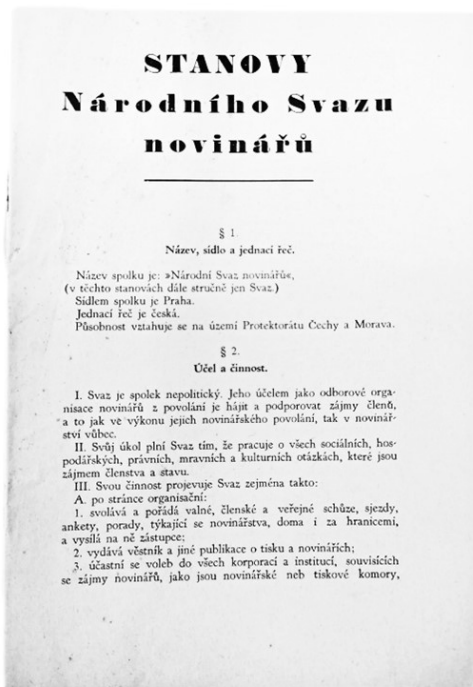 STANOVY
Národního Svazu
novinářů
§ 1
Název, sídlo a jednací řeč.
Název spolku je: »Národní Svaz novinářů«,
(v těchto stanovách dále stručně jen Svaz.)
Sídlem spolku je Praha.
Jednací řeč je česká.
Působnost vztahuje se na území Protektorátu Čechy a Morava.
§ 2.
Účel a činnost.
I. Svaz je spolek nepolitický. Jeho účelem jako odborové orga-
nisace novinářů z povolání je hájit a podporovat zájmy členů,
a to jak ve výkonu jejich novinářského povolání, tak v novinář-
ství vůbec.
II. Svůj úkol plní Svaz tím, že pracuje o všech sociálních, hos-
podářských, právních, mravních a kulturních otázkách, které jsou
zájmem členstva a stavu.
III. Svou činnost projevuje Svaz zejména takto:
A. po stránce organisační:
1. svolává a pořádá valné, členské a veřejné schůze, sjezdy,
ankety, porady, týkající se novinářstva, doma i za hranicemi,
a vysílá na ně zástupce;
2. vydává věstník a jiné publikace o tisku a novinářích;
3. účastní se voleb do všech korporací a institucí, souvisících
se zájmy novinářů, jako jsou novinářské neb tiskové komory,